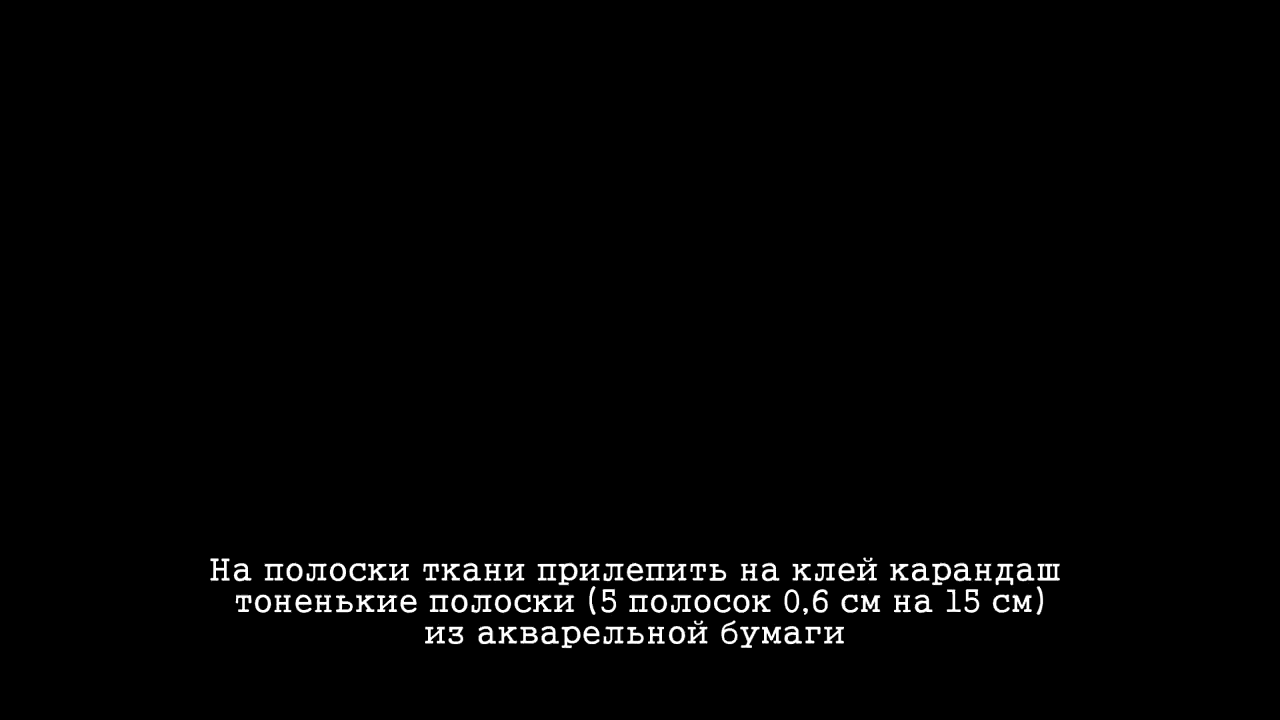 На полоски ткани прилепить на клей карандаш
тоненькие полоски (5 полосок 0,6 см на 15 см)
из акварельной бумаги